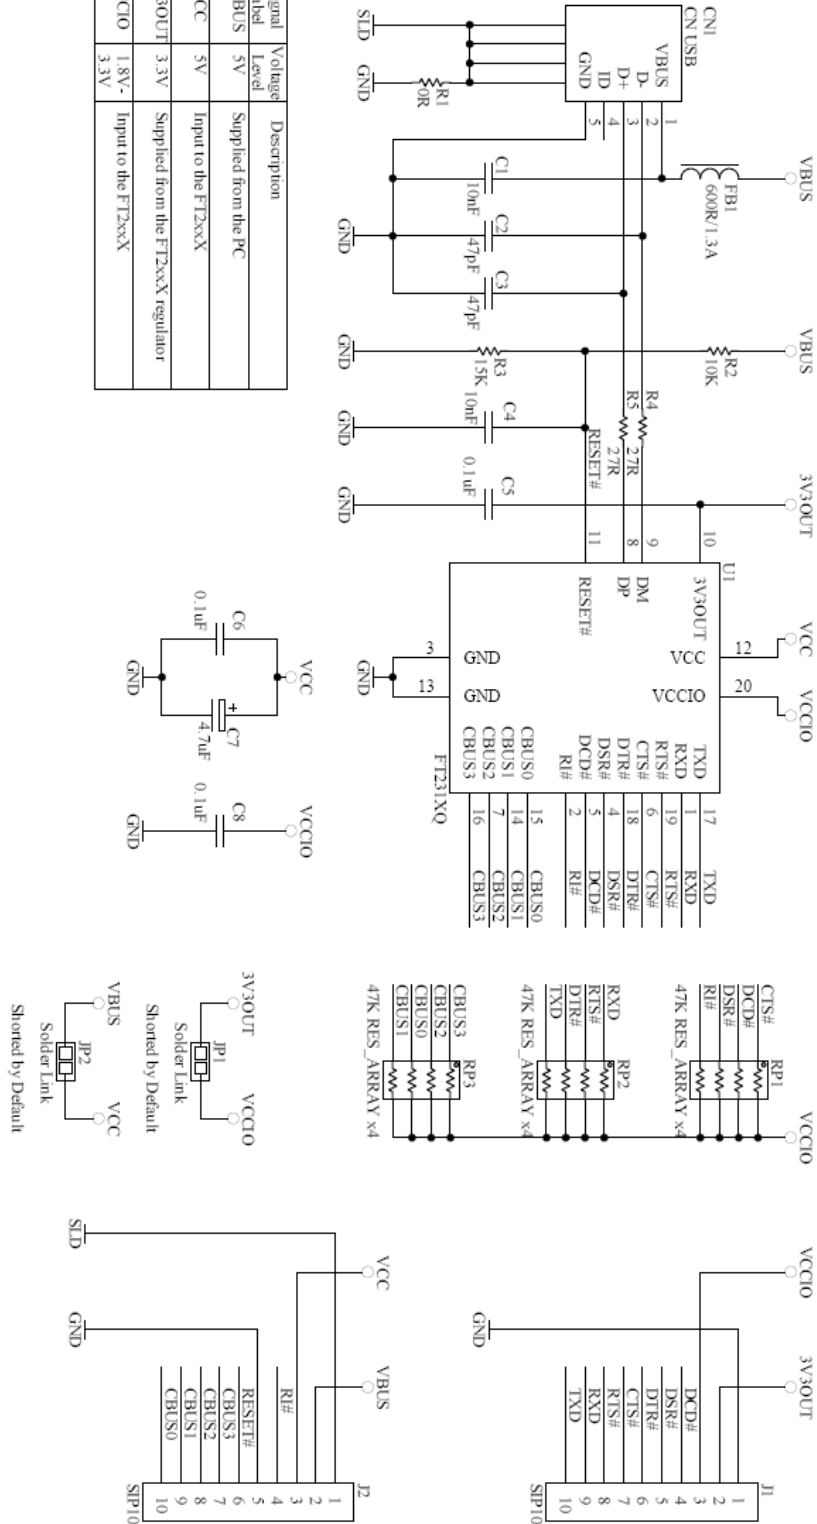 CN1
CN USB
VBUS
D-
D+
ID
GND
1
2
3
4
5
SLD
GND
R1
0R
VBUS
FB1
600R/1.3A
C1
10nF
C2
47pF
C3
47pF
GND
VBUS
R2
10K
R3
15K
GND
R4
27R
R5
27R
RESET#
C4
10nF
GND
3V3OUT
C5
0.1uF
GND
10
9
8
11
U1
3V3OUT
DM
DP
RESET#
VCC
12
VCC
VCCIO
20
VCCIO
3
GND
13
GND
GND
FT231XQ
TXD 17 TXD
RXD 1 RXD
RTS# 19 RTS#
CTS# 6 CTS#
DTR# 18 DTR#
DSR# 4 DSR#
DCD# 5 DCD#
RI# 2 RI#
CBUS0 15 CBUS0
CBUS1 14 CBUS1
CBUS2 7 CBUS2
CBUS3 16 CBUS3
VCCIO
RP1
CTS#
DCD#
DSR#
RI#
47K RES_ARRAY x4
RP2
RXD
RTS#
DTR#
TXD
47K RES_ARRAY x4
RP3
CBUS3
CBUS2
CBUS0
CBUS1
47K RES_ARRAY x4
VCCIO
3V3OUT
GND
J1
1
2
3
DCD# 4
DSR# 5
DTR# 6
CTS# 7
RTS# 8
RXD 9
TXD 10
SIP10
Voltage Level
Description
BUS 5V Supplied from the PC
CC 5V Input to the FT2xxX
3OUT 3.3V Supplied from the FT2xxX regulator
CIO 1.8V - 3.3V Input to the FT2xxX
VCC
C6
0.1uF
C7
+
4.7uF
GND
VCCIO
C8
0.1uF
GND
3V3OUT
JP1
VCCIO
Solder Link
Shorted by Default
VBUS
JP2
VCC
Solder Link
Shorted by Default
VCC
VBUS
SLD
GND
J2
1
2
3
RI# 4
5
RESET#
CBUS3 6
CBUS2 7
8
CBUS1 9
CBUS0 10
SIP10